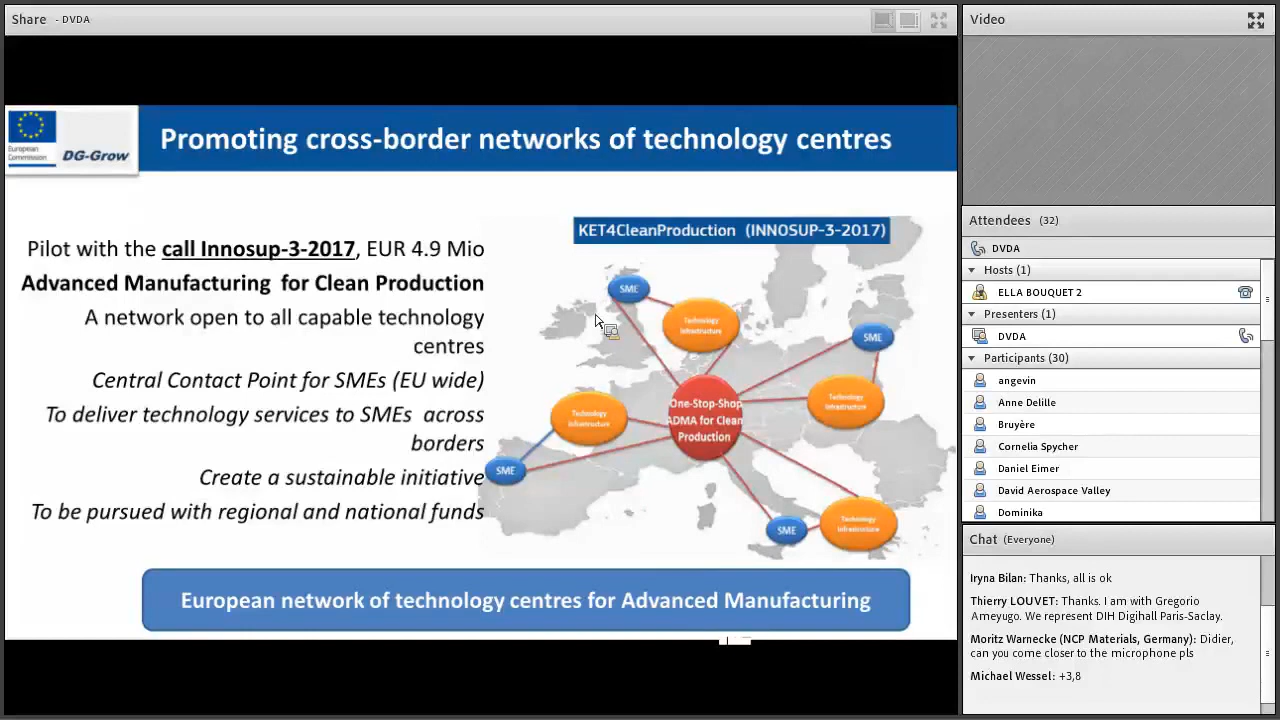 Share - DVDA
European
Commission
DG-Grow
Promoting cross-border networks of technology centres
Pilot with the call Innosup-3-2017, EUR 4.9 Mio
Advanced Manufacturing for Clean Production
A network open to all capable technology
centres
Central Contact Point for SMEs (EU wide)
To deliver technology services to SMEs across
borders
Create a sustainable initiative
To be pursued with regional and national funds
KET4CleanProduction (INNOSUP-3-2017)
SME
Technology
Infrastructure
SME
Technology
Infrastructure
One-Stop-Shop
ADMA for Clean
Production
Technology
Infrastructure
SME
Technology
Infrastructure
SME
European network of technology centres for Advanced Manufacturing
Video
Attendees (32)
DVDA
Hosts (1)
ELLA BOUQUET 2
Presenters (1)
DVDA
Participants (30)
angevin
Anne Delille
Bruyère
Cornelia Spycher
Daniel Eimer
David Aerospace Valley
Dominika
Chat (Everyone)
Iryna Bilan: Thanks, all is ok
Thierry LOUVET: Thanks. I am with Gregorio
Ameyugo. We represent DIH Digihall Paris-Saclay.
Moritz Warnecke (NCP Materials, Germany): Didier,
can you come closer to the microphone pls
Michael Wessel: +3,8